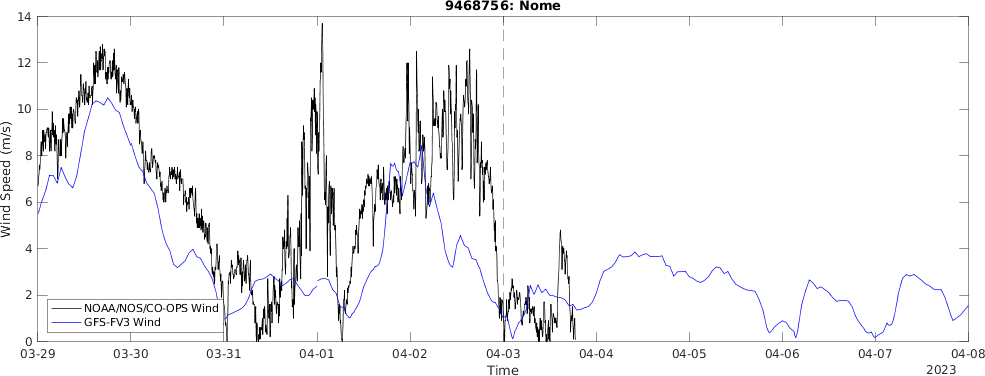 9468756: Nome
Wind Speed (m/s)
14
12
10
8
6
4
2
0
NOAA/NOS/CO-OPS Wind
GFS-FV3 Wind
03-29 03-30 03-31 04-01 04-02 04-03 04-04 04-05 04-06 04-07 04-08
Time
2023